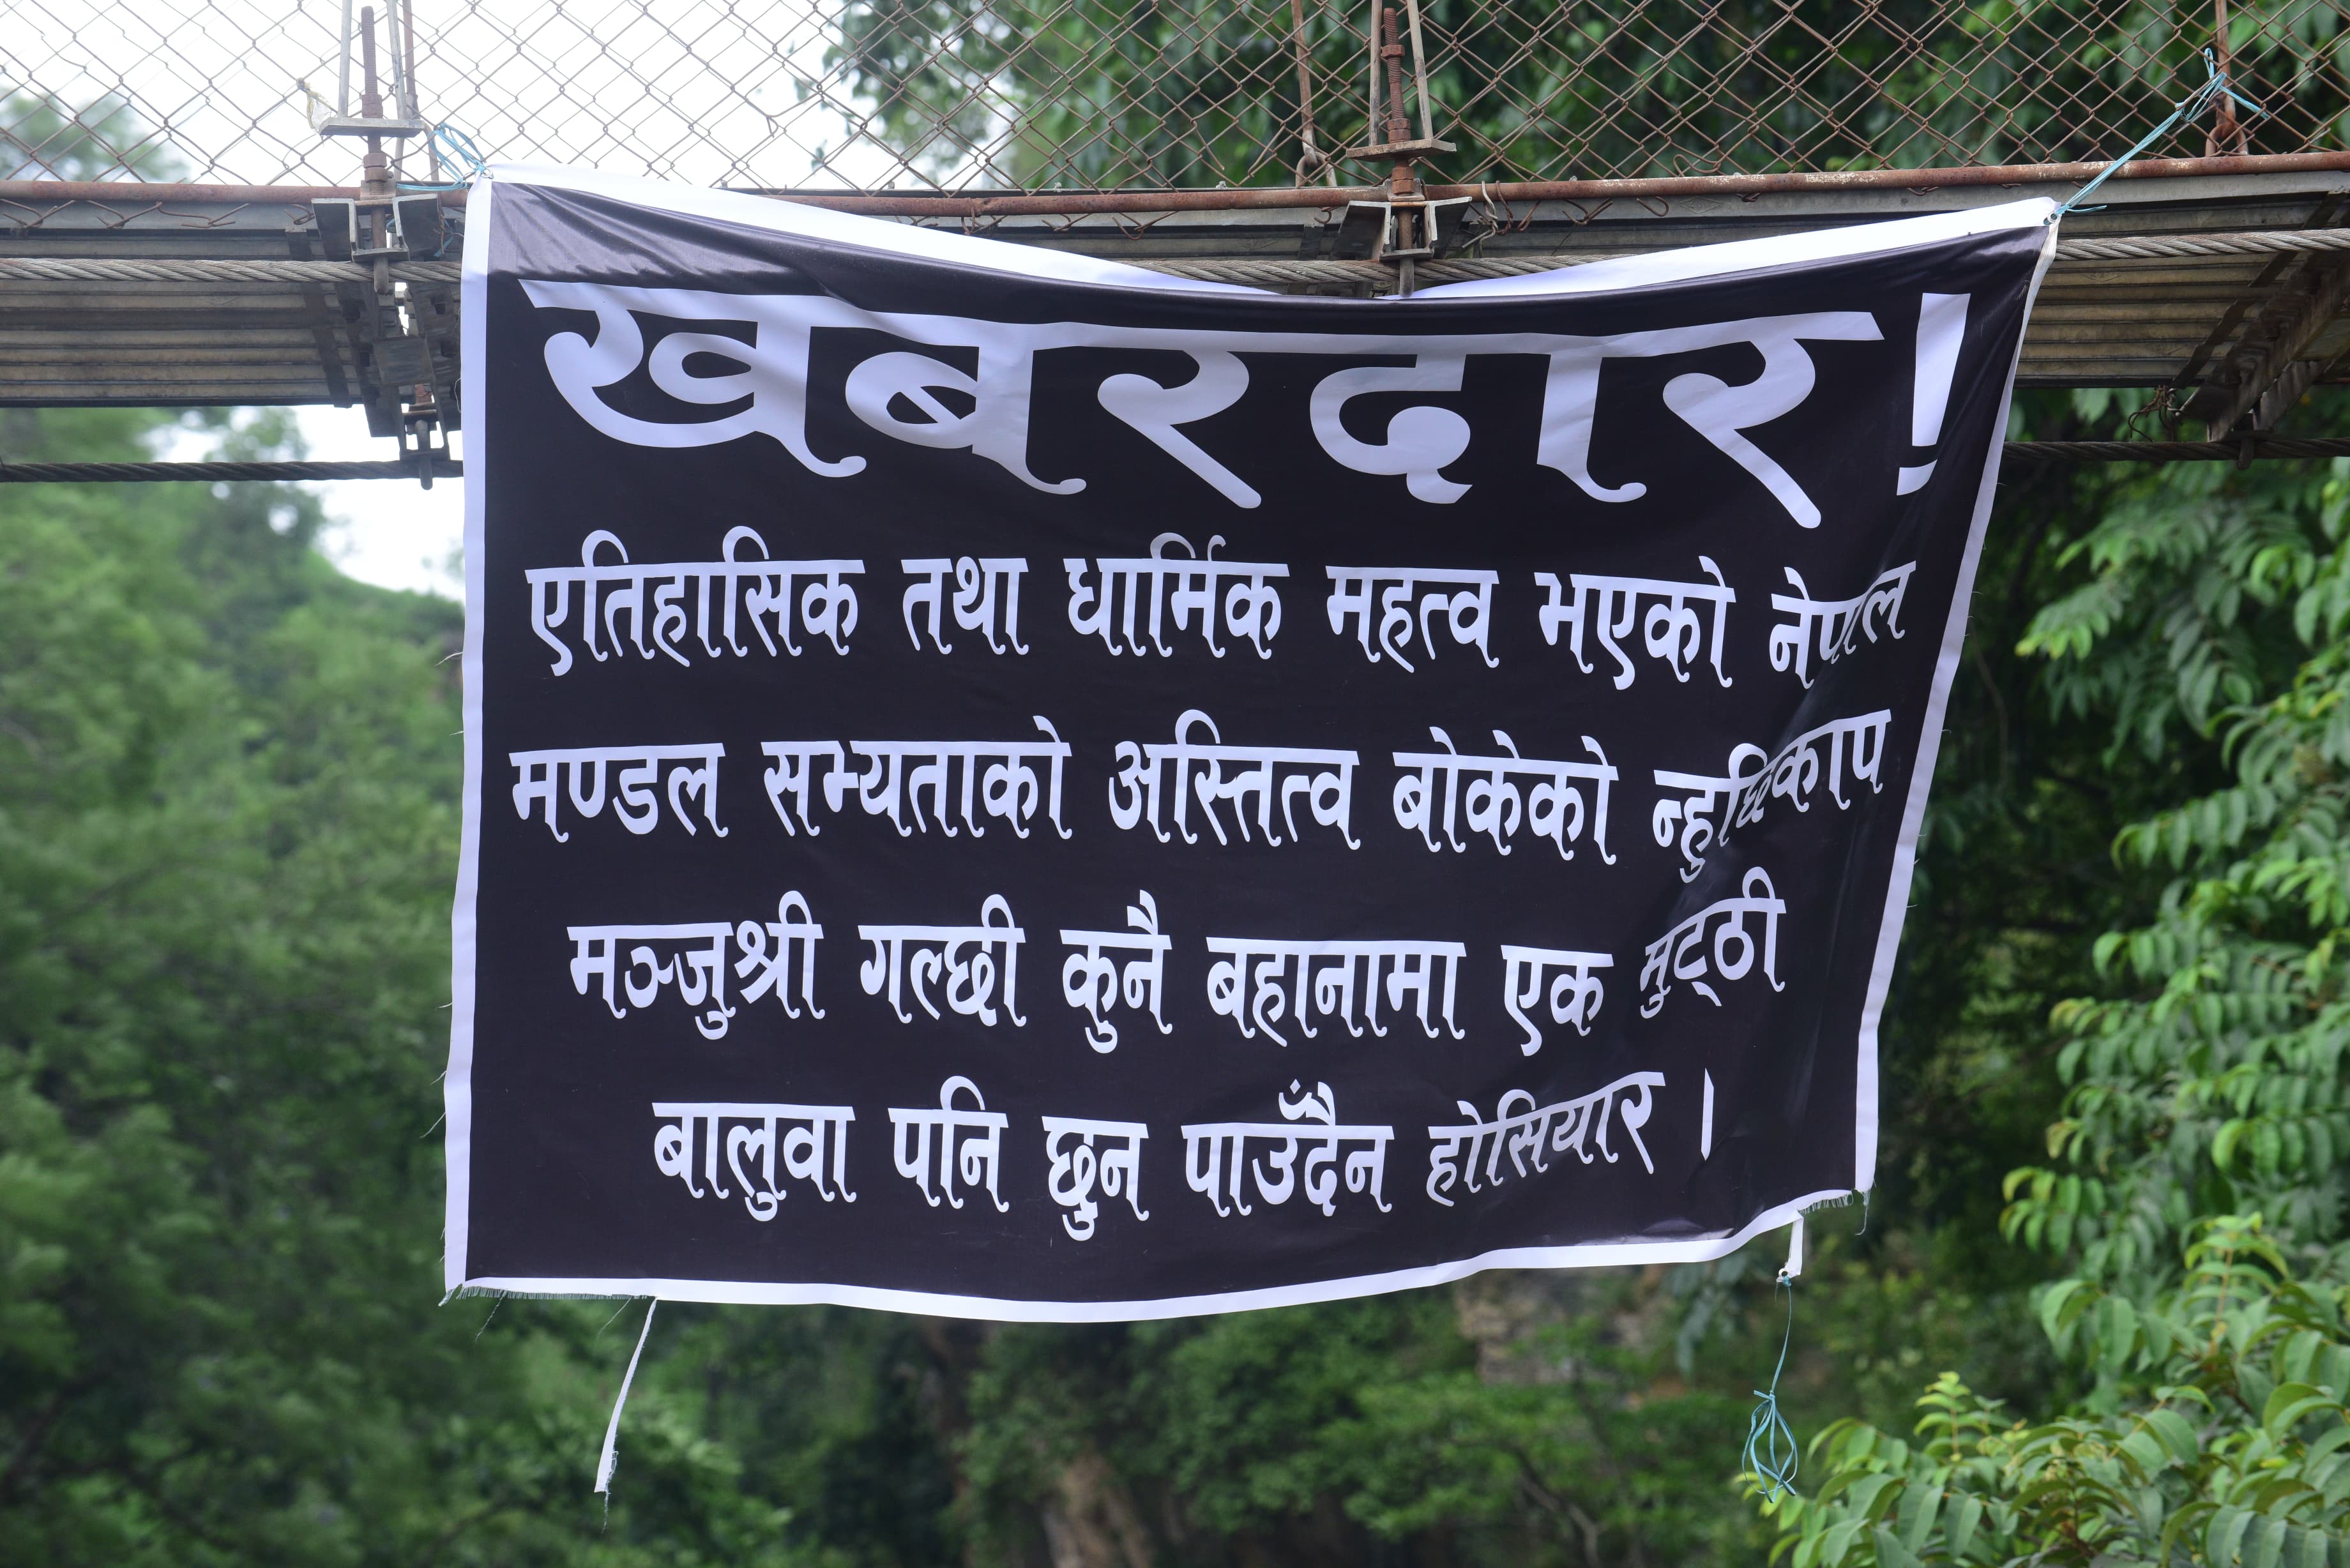 खबरदार!
एतिहासिक तथा धार्मिक महत्व भएको नेपाल
मण्डल सभ्यताको अस्तित्व बोकेको
मञ्जुश्री गल्छी कुनै बहानामा एक मुट्ठी
बालुवा पनि छुन पाउँदैन होसियार ।